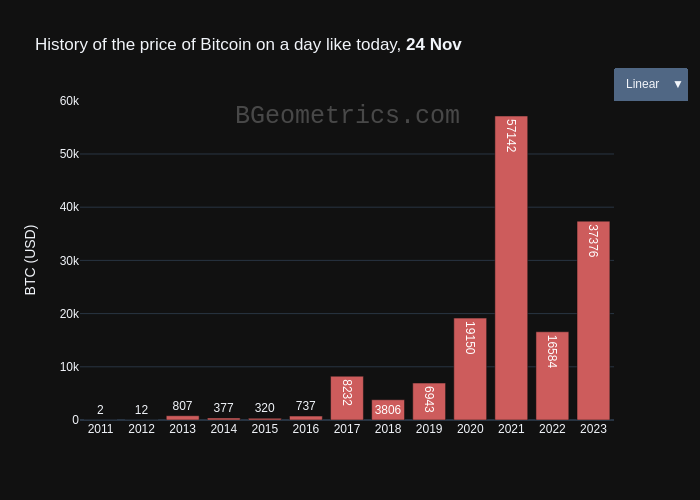 History of the price of Bitcoin on a day like today, 24 Nov
Linear ▼
BGeometrics.com
BTC (USD)
60k
50k
40k
30k
20k
10k
0
2
12
807
377
320
737
8232
3806
6943
19150
57142
16584
37376
2011 2012 2013 2014 2015 2016 2017 2018 2019 2020 2021 2022 2023